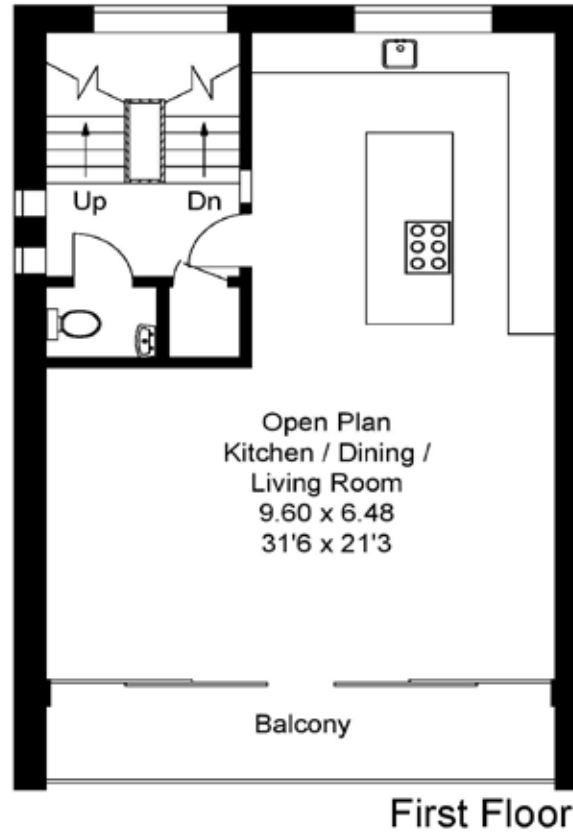 Up Dn
Open Plan
Kitchen / Dining /
Living Room
9.60 x 6.48
31'6 x 21'3
Balcony
First Floor